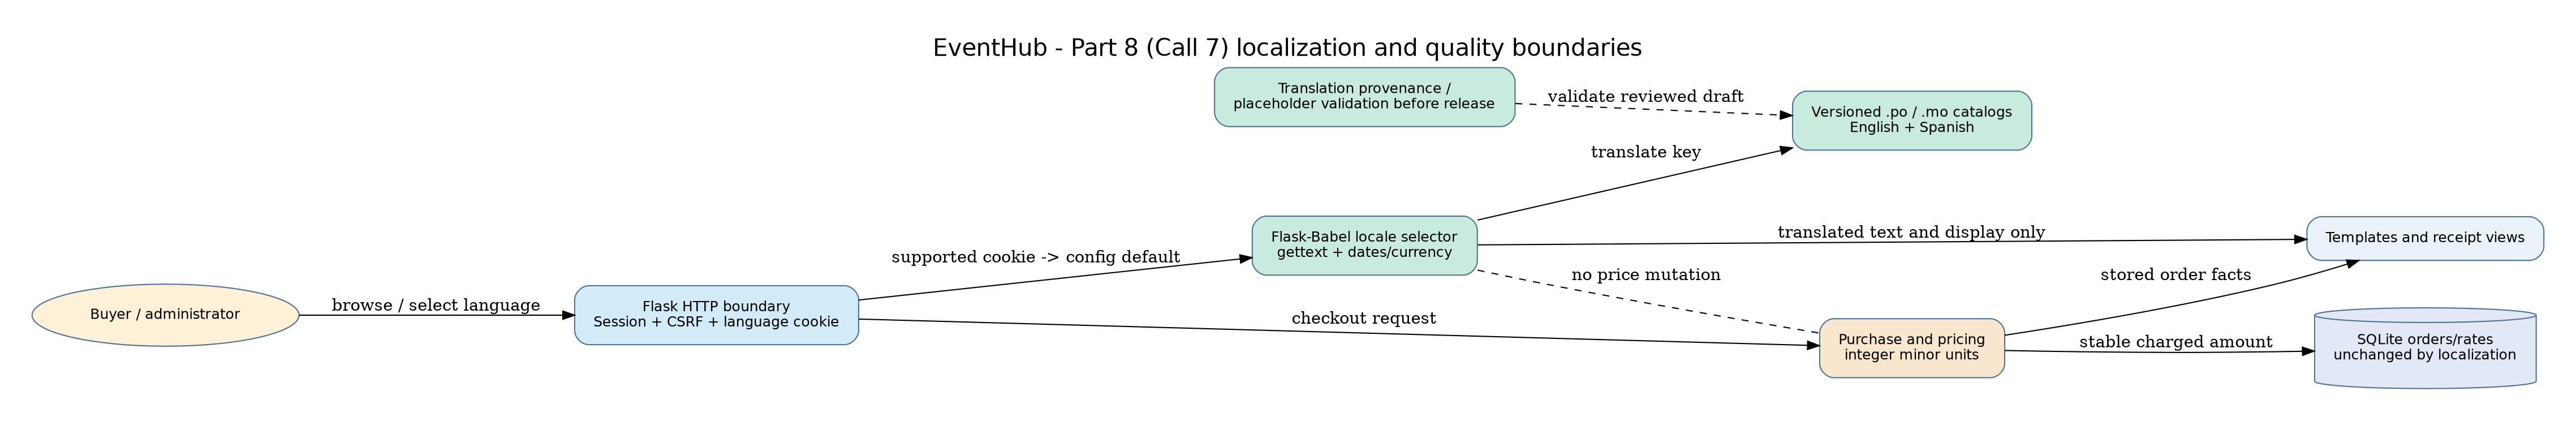 EventHub - Part 8 (Call 7) localization and quality boundaries
Translation provenance /
placeholder validation before release
validate reviewed draft
Versioned .po / .mo catalogs
English + Spanish
translate key
Flask-Babel locale selector
gettext + dates/currency
translated text and display only
Templates and receipt views
supported cookie -> config default
no price mutation
stored order facts
Buyer / administrator
browse / select language
Flask HTTP boundary
Session + CSRF + language cookie
checkout request
Purchase and pricing
integer minor units
stable charged amount
SQLite orders/rates
unchanged by localization